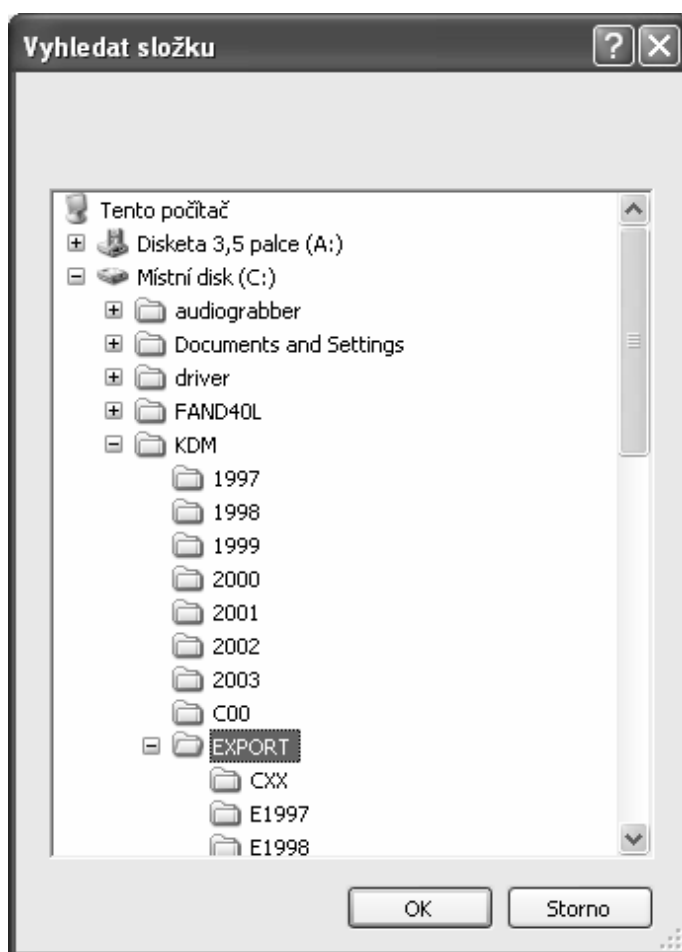 Vyhledat složku
Tento počítač
Disketa 3,5 palce (A:)
Místní disk (C:)
audiograbber
Documents and Settings
driver
FAND40L
KDM
1997
1998
1999
2000
2001
2002
2003
C00
EXPORT
CXX
E1997
E1998
OK
Storno